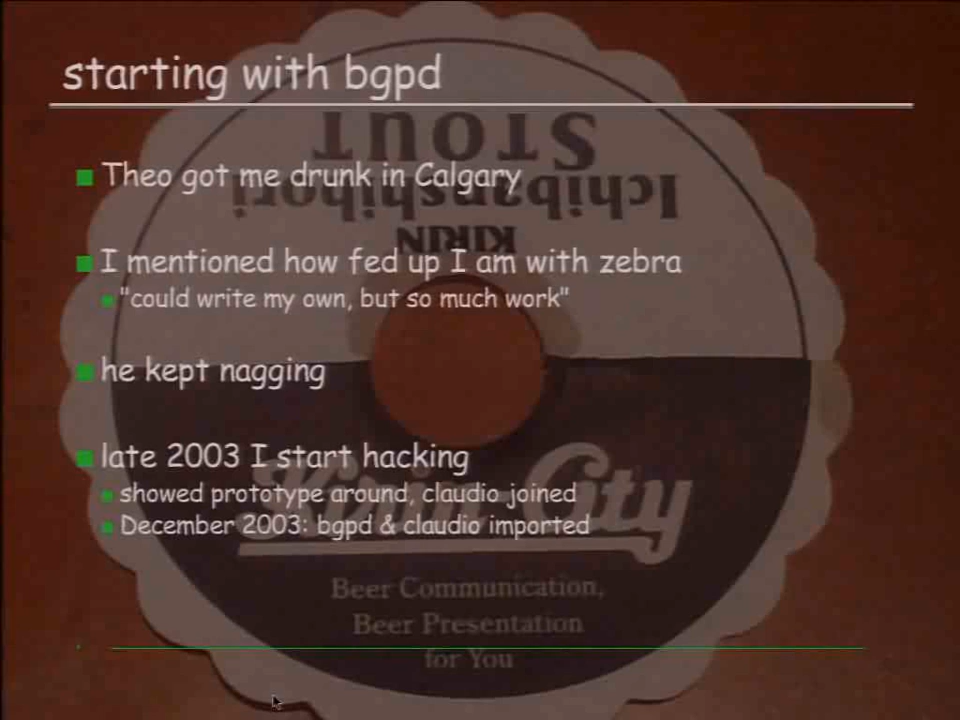 starting with bgpd
Theo got me drunk in Calgary
I mentioned how fed up I am with zebra
"could write my own, but so much work"
he kept nagging
late 2003 I start hacking
showed prototype around, claudio joined
December 2003: bgpd & claudio imported
STOUT
Ichibanshibori
KIRIN
Kirin City
Beer Communication,
Beer Presentation
for You